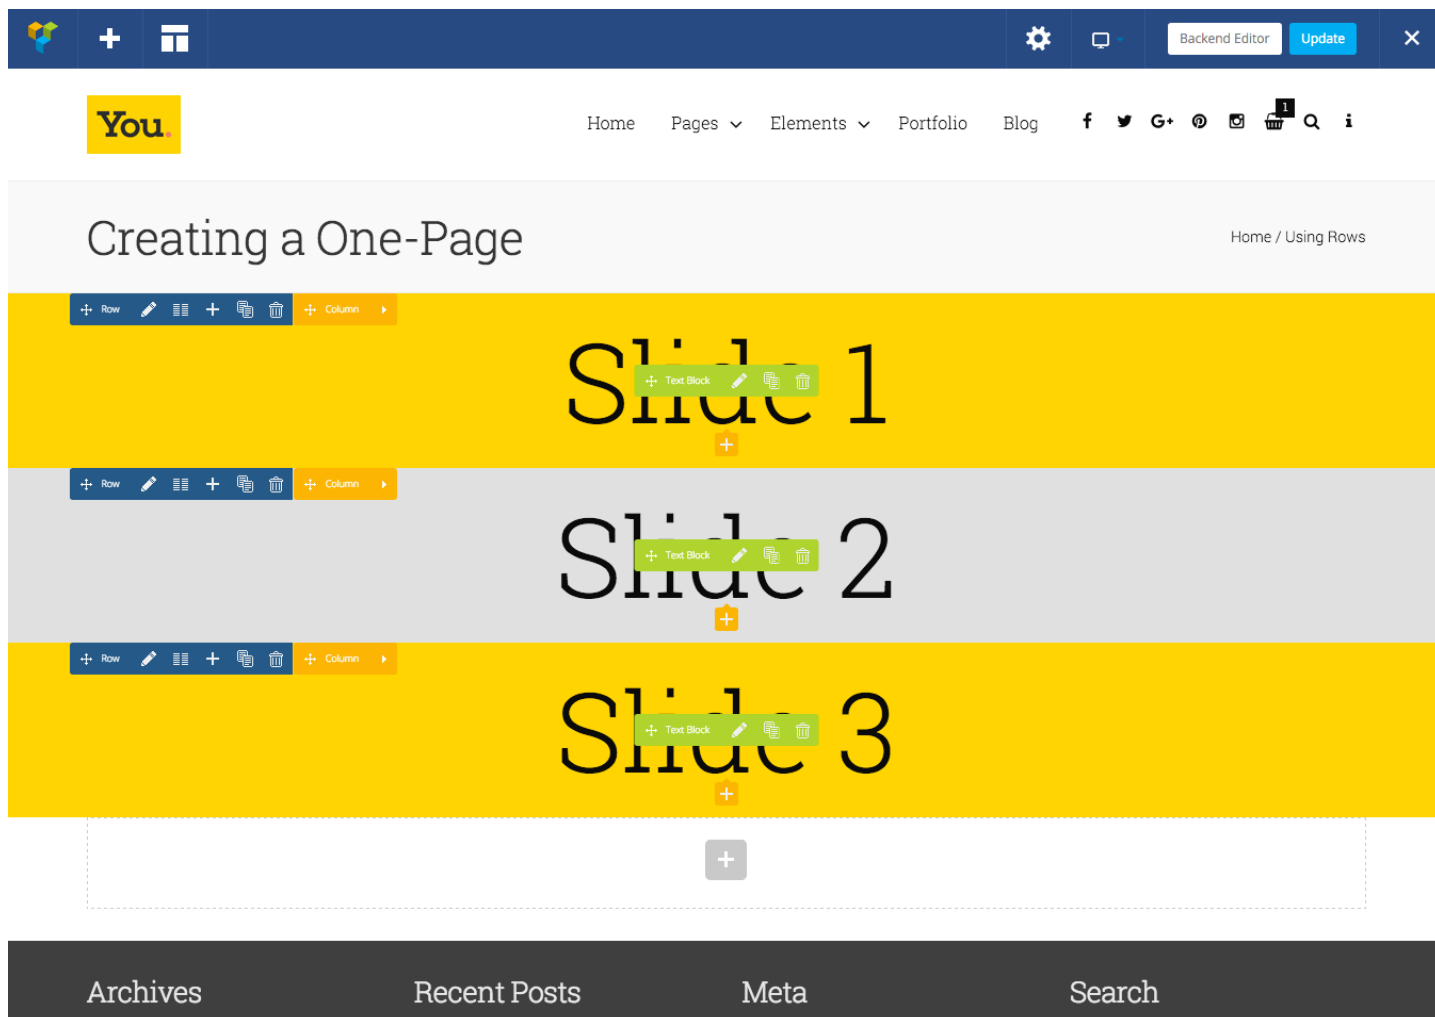 Backend Editor Update
You.
Home Pages Elements Portfolio Blog 1
Creating a One-Page
Home / Using Rows
Row Column
Slide 1
Text Block
Row Column
Slide 2
Text Block
Row Column
Slide 3
Text Block
Archives Recent Posts Meta Search